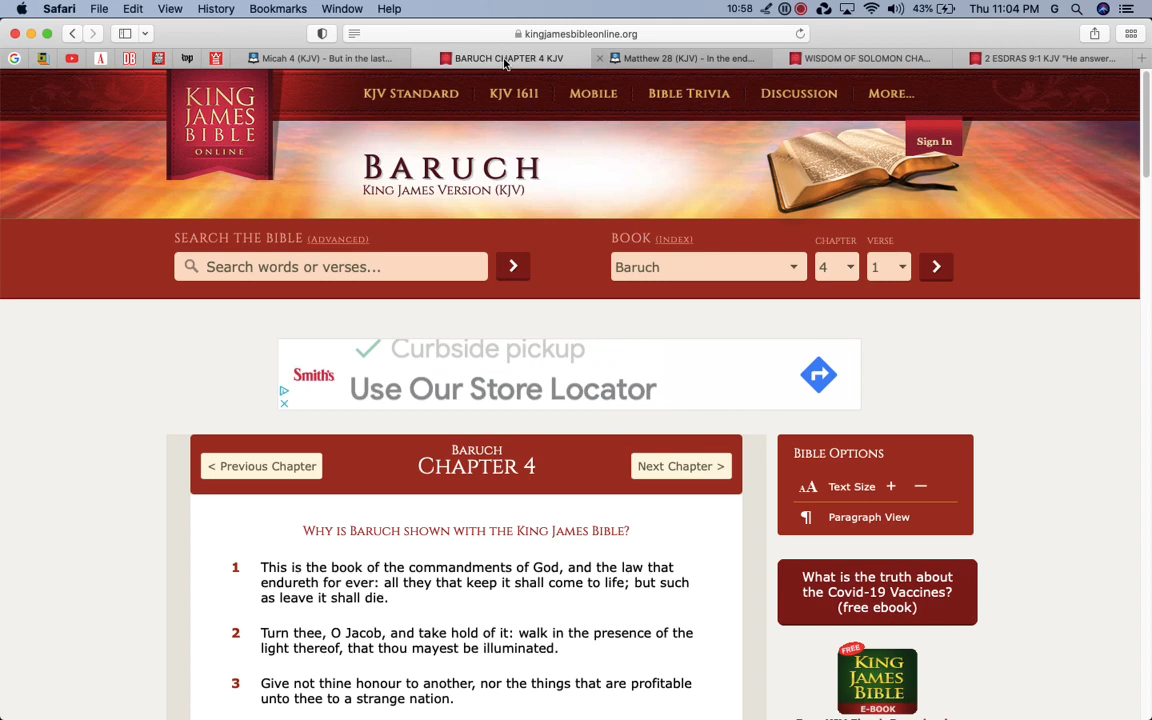 Safari File Edit View History Bookmarks Window Help 10:58 43% Thu 11:04 PM G
kingjamesbibleonline.org
Micah 4 (KJV) - But in the last... BARUCH CHAPTER 4 KJV Matthew 28 (KJV) - In the end... WISDOM OF SOLOMON CHA... 2 ESDRAS 9:1 KJV "He answer...
KING
JAMES
BIBLE
ONLINE
KJV STANDARD KJV 1611 MOBILE BIBLE TRIVIA DISCUSSION MORE...
Sign In
BARUCH
KING JAMES VERSION (KJV)
SEARCH THE BIBLE (ADVANCED) BOOK (INDEX) CHAPTER VERSE
Search words or verses... Baruch 4 1
Curbside pickup
Smith's Use Our Store Locator
BARUCH
< Previous Chapter CHAPTER 4 Next Chapter >
WHY IS BARUCH SHOWN WITH THE KING JAMES BIBLE?
1 This is the book of the commandments of God, and the law that
endureth for ever: all they that keep it shall come to life; but such
as leave it shall die.
2 Turn thee, O Jacob, and take hold of it: walk in the presence of the
light thereof, that thou mayest be illuminated.
3 Give not thine honour to another, nor the things that are profitable
unto thee to a strange nation.
BIBLE OPTIONS
AA Text Size + −
¶ Paragraph View
What is the truth about
the Covid-19 Vaccines?
(free ebook)
FREE
KING
JAMES
BIBLE
E-BOOK